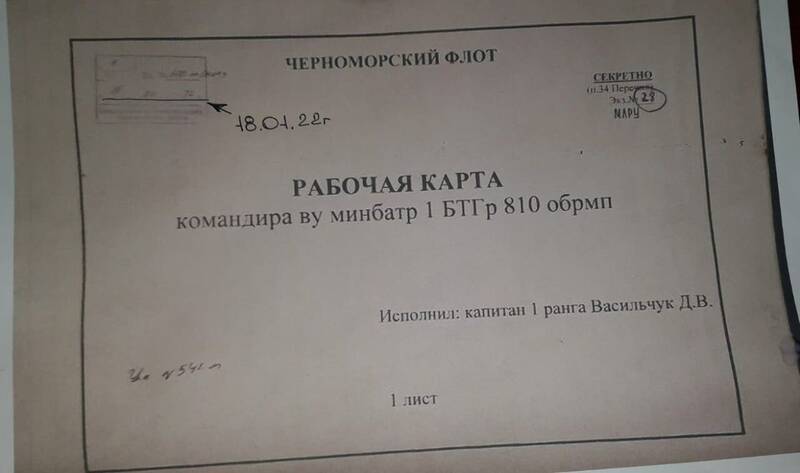 ЧЕРНОМОРСКИЙ ФЛОТ
СЕКРЕТНО
Экз.№ 28
18.01.22г
РАБОЧАЯ КАРТА
командира ву минбатр 1 БТГр 810 обрмп
Исполнил: капитан 1 ранга Васильчук Д.В.
1 лист